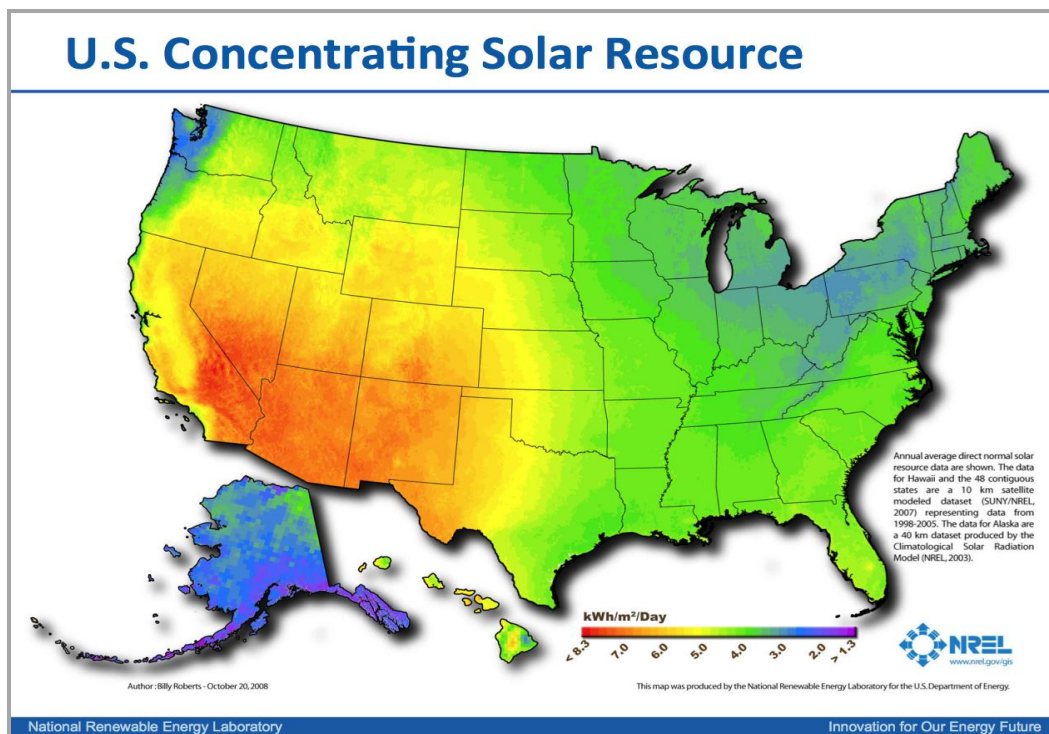 U.S. Concentrating Solar Resource
Annual average direct normal solar
resource data are shown. The data
for Hawaii and the 48 contiguous
states are a 10 km satellite
modeled dataset (SUNY/NREL,
2007) representing data from
1998-2005. The data for Alaska are
a 40 km dataset produced by the
Climatological Solar Radiation
Model (NREL, 2003).
kWh/m²/Day
< 8.3 7.0 6.0 5.0 4.0 3.0 2.0 > 1.3
NREL
www.nrel.gov/gis
Author : Billy Roberts - October 20, 2008
This map was produced by the National Renewable Energy Laboratory for the U.S. Department of Energy.
National Renewable Energy Laboratory
Innovation for Our Energy Future